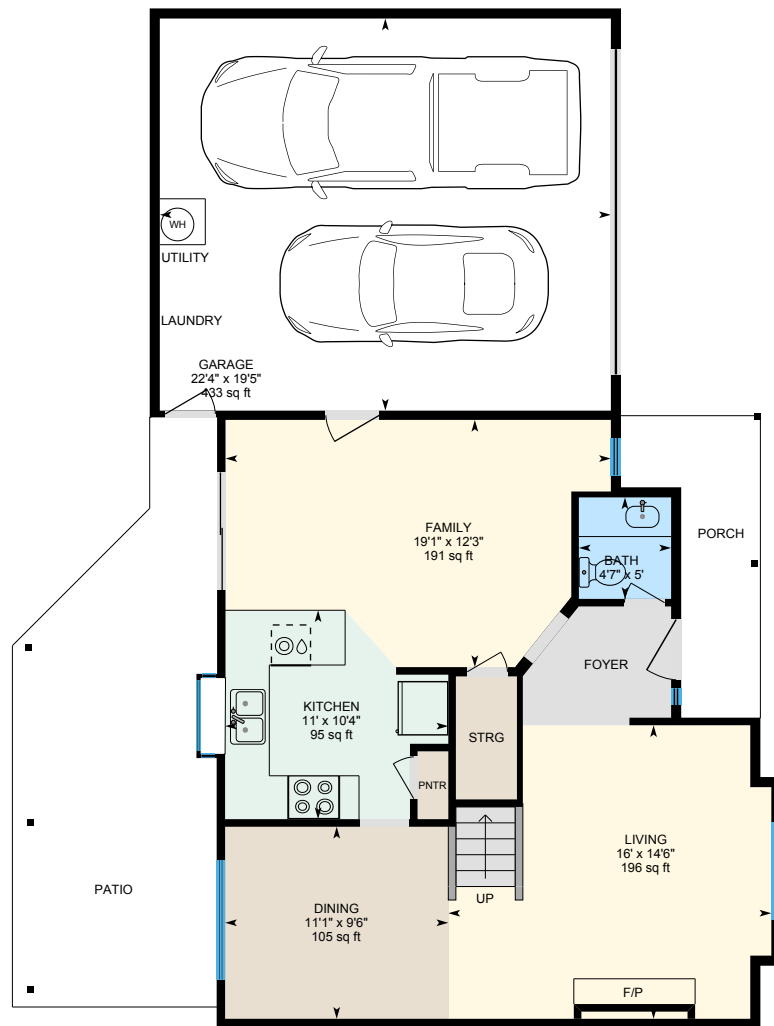 WH
UTILITY
LAUNDRY
GARAGE
22'4" x 19'5"
433 sq ft
FAMILY
19'1" x 12'3"
191 sq ft
BATH
4'7" x 5'
PORCH
FOYER
KITCHEN
11' x 10'4"
95 sq ft
STRG
PNTR
LIVING
16' x 14'6"
196 sq ft
PATIO
DINING
11'1" x 9'6"
105 sq ft
UP
F/P